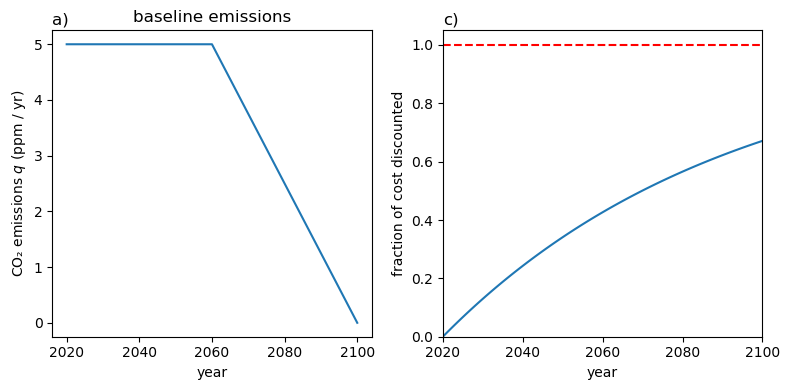 a)
baseline emissions
CO₂ emissions q (ppm / yr)
5
4
3
2
1
0
2020 2040 2060 2080 2100
year
c)
fraction of cost discounted
1.0
0.8
0.6
0.4
0.2
0.0
2020 2040 2060 2080 2100
year